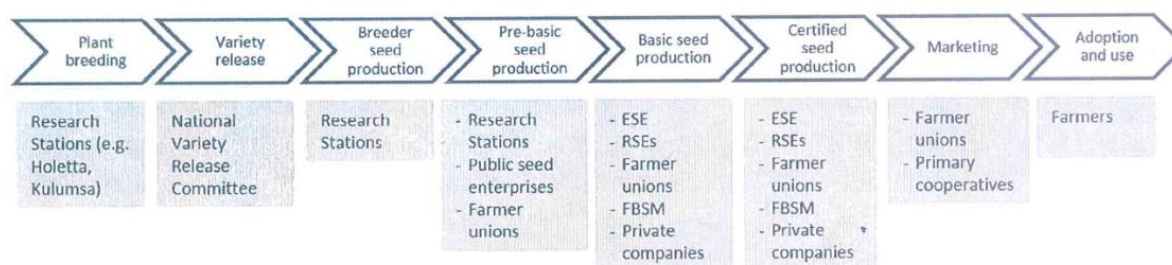 Plant
breeding
Variety
release
Breeder
seed
production
Pre-basic
seed
production
Basic seed
production
Certified
seed
production
Marketing
Adoption
and use
Research
Stations (e.g.
Holetta,
Kulumsa)
National
Variety
Release
Committee
Research
Stations
- Research
Stations
- Public seed
enterprises
- Farmer
unions
- ESE
- RSEs
- Farmer
unions
- FBSM
- Private
companies
- ESE
- RSEs
- Farmer
unions
- FBSM
- Private
companies
- Farmer
unions
- Primary
cooperatives
Farmers